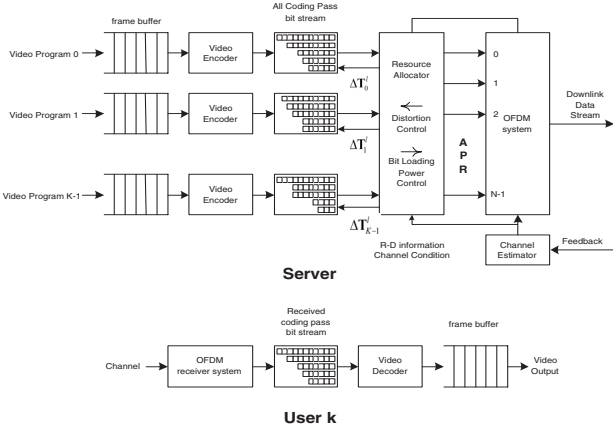 All Coding Pass
bit stream
frame buffer
Video Program 0
Video
Encoder
ΔT₀ˡ
Video Program 1
Video
Encoder
ΔT₁ˡ
Video Program K-1
Video
Encoder
ΔTₖ₋₁ˡ
Resource
Allocator
Distortion
Control
Bit Loading
Power
Control
A
P
R
0
1
2
N-1
OFDM
system
Downlink
Data
Stream
R-D information
Channel Condition
Channel
Estimator
Feedback
Server
Received
coding pass
bit stream
frame buffer
Channel
OFDM
receiver system
Video
Decoder
Video
Output
User k